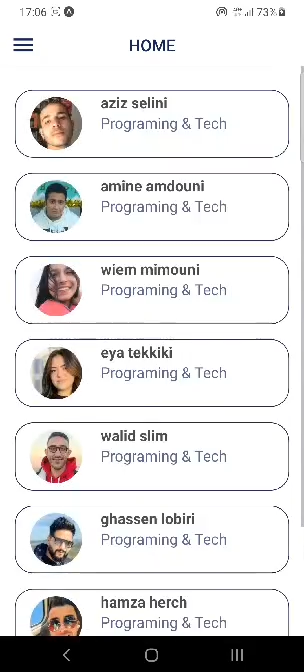 17:06 73%
HOME
aziz selini
Programing & Tech
amine amdouni
Programing & Tech
wiem mimouni
Programing & Tech
eya tekkiki
Programing & Tech
walid slim
Programing & Tech
ghassen lobiri
Programing & Tech
hamza herch
Programing & Tech